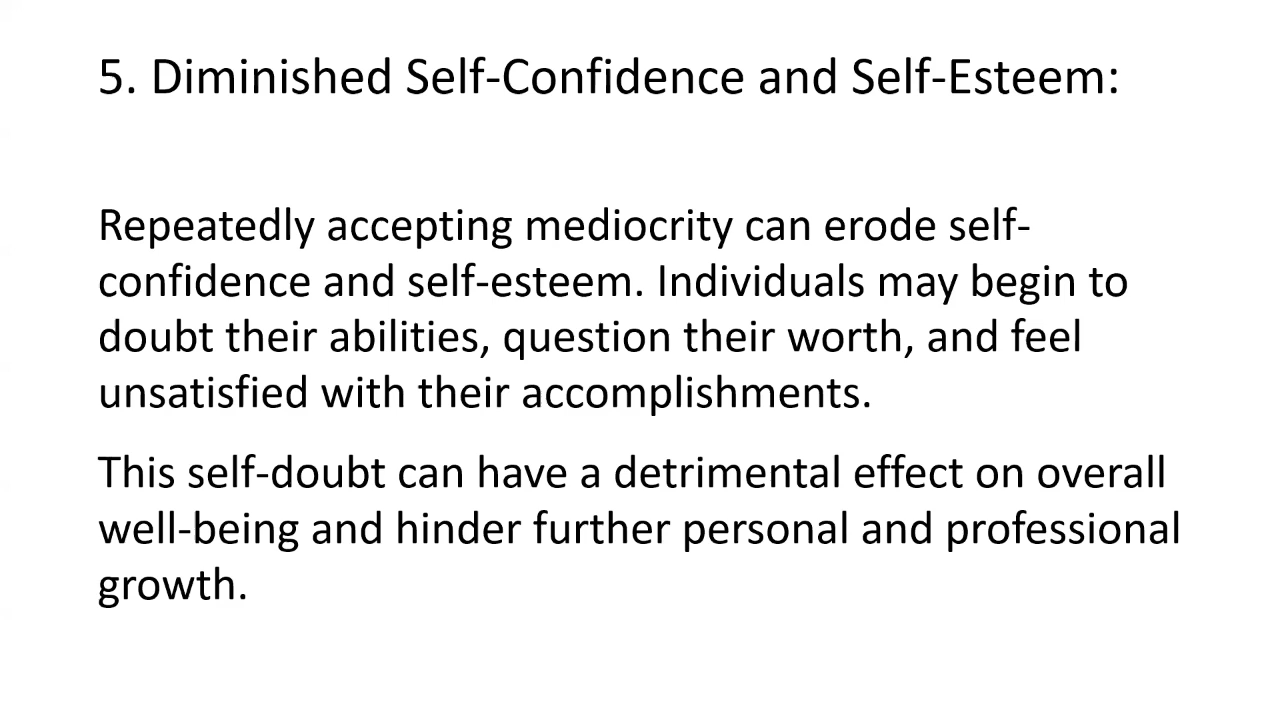 5. Diminished Self-Confidence and Self-Esteem:
Repeatedly accepting mediocrity can erode self-
confidence and self-esteem. Individuals may begin to
doubt their abilities, question their worth, and feel
unsatisfied with their accomplishments.
This self-doubt can have a detrimental effect on overall
well-being and hinder further personal and professional
growth.